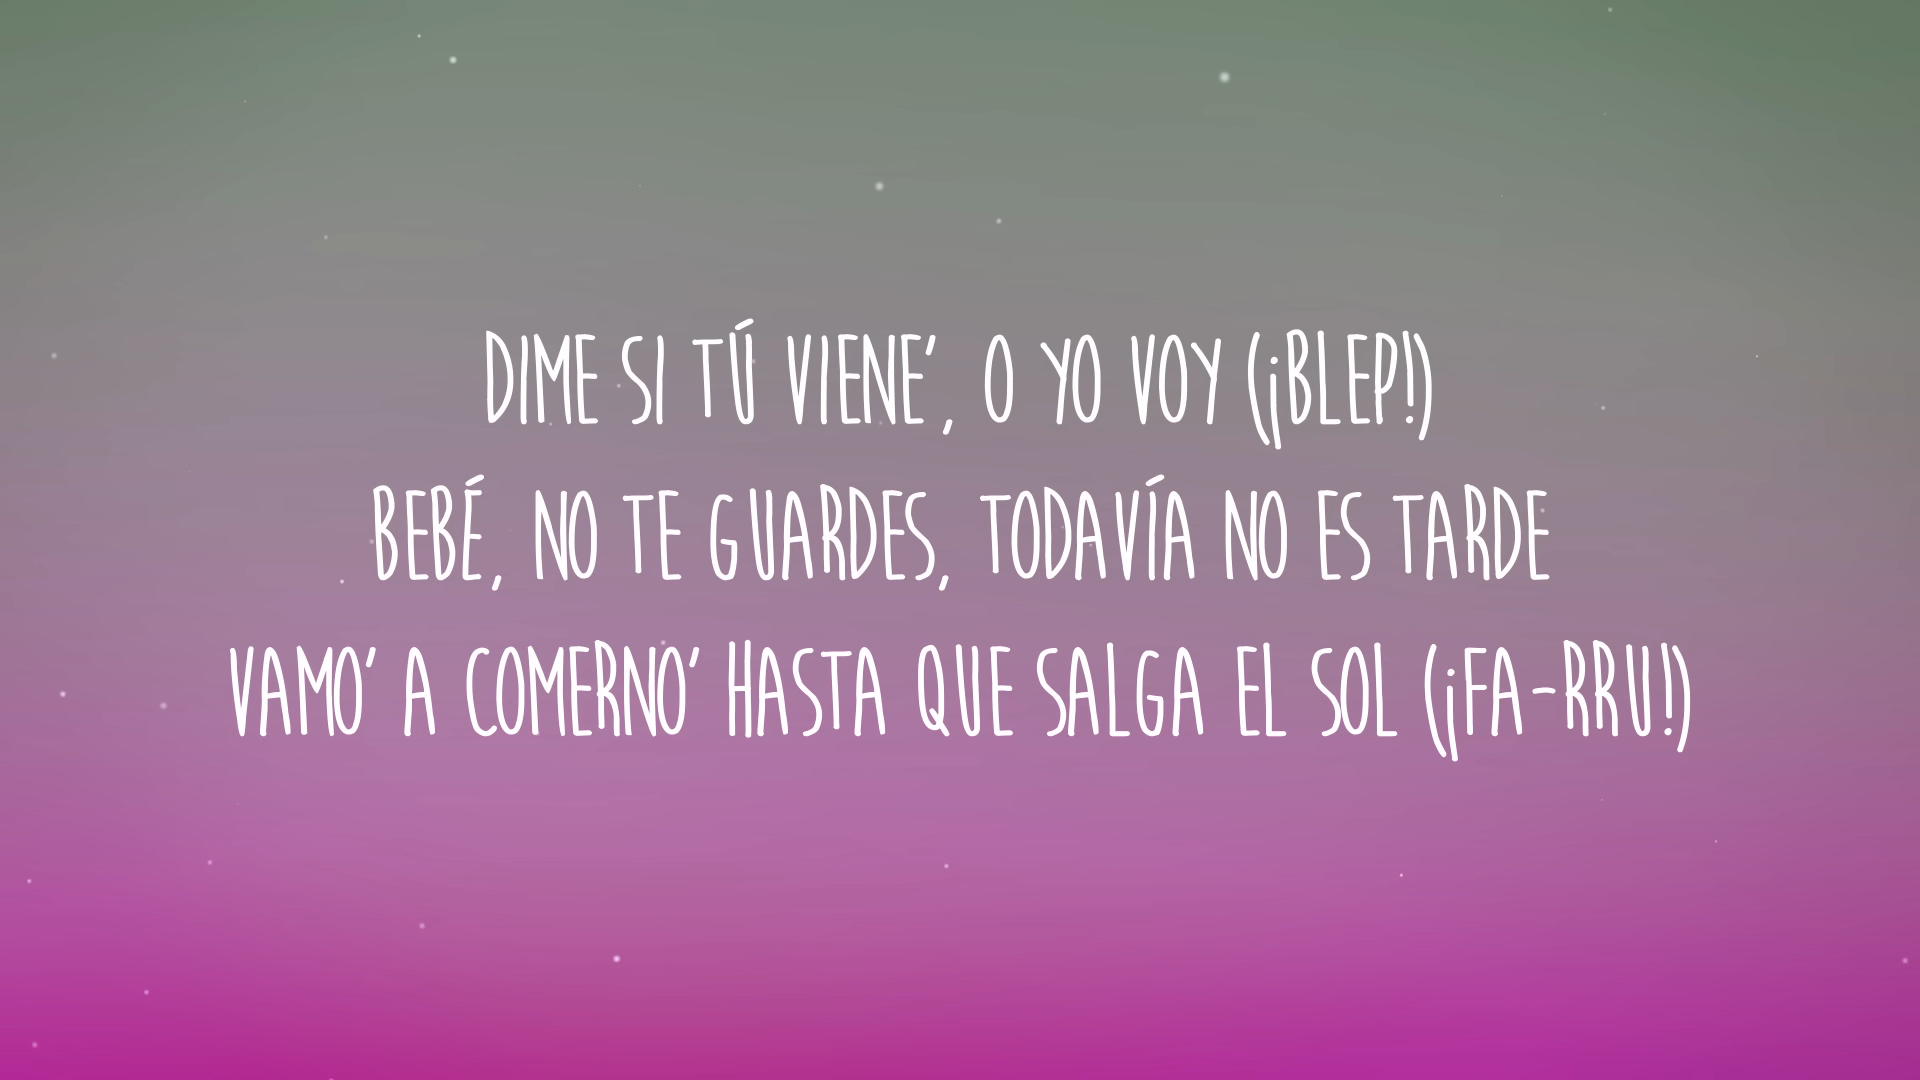 DIME SI TÚ VIENE', O YO VOY (¡BLEP!)
BEBÉ, NO TE GUARDES, TODAVÍA NO ES TARDE
VAMO' A COMERNO' HASTA QUE SALGA EL SOL (¡FA-RRU!)